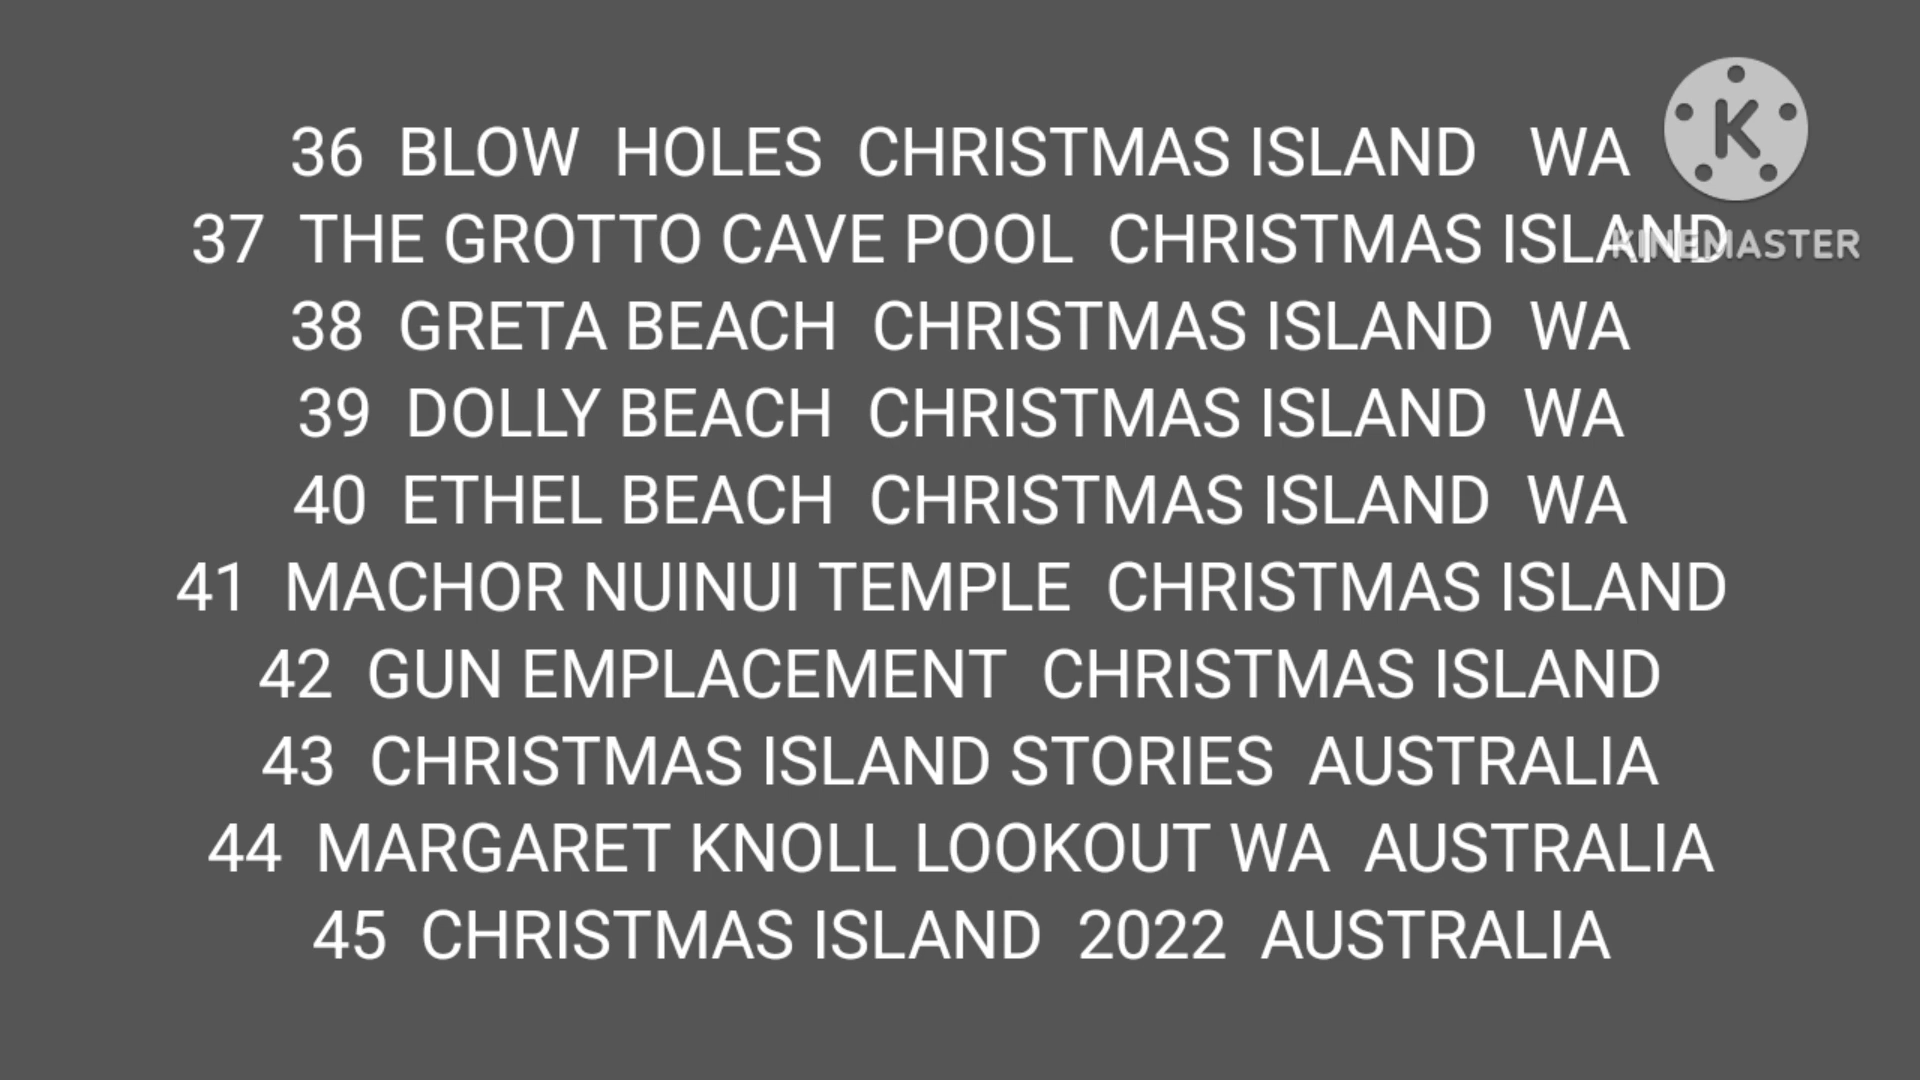 36 BLOW HOLES CHRISTMAS ISLAND WA
37 THE GROTTO CAVE POOL CHRISTMAS ISLAND
38 GRETA BEACH CHRISTMAS ISLAND WA
39 DOLLY BEACH CHRISTMAS ISLAND WA
40 ETHEL BEACH CHRISTMAS ISLAND WA
41 MACHOR NUINUI TEMPLE CHRISTMAS ISLAND
42 GUN EMPLACEMENT CHRISTMAS ISLAND
43 CHRISTMAS ISLAND STORIES AUSTRALIA
44 MARGARET KNOLL LOOKOUT WA AUSTRALIA
45 CHRISTMAS ISLAND 2022 AUSTRALIA
K
KINEMASTER